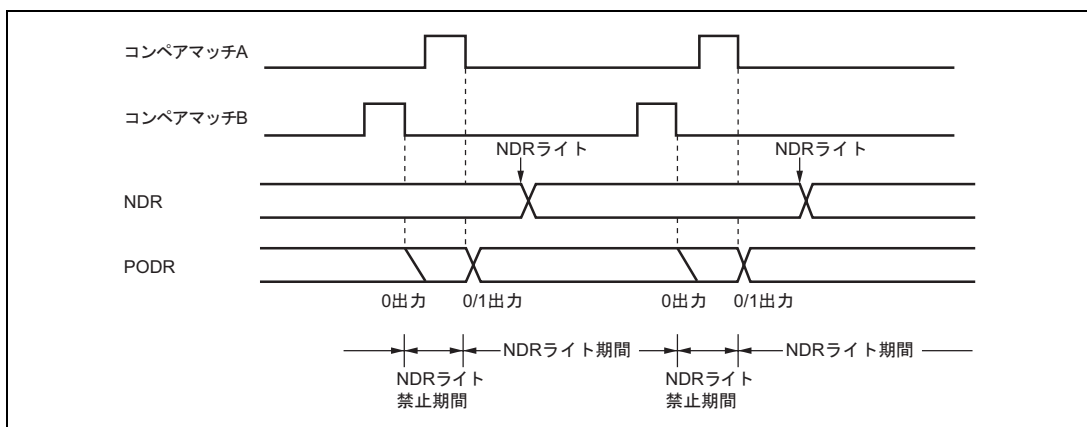 コンペアマッチA
コンペアマッチB
NDRライト NDRライト
NDR
PODR
0出力 0/1出力 0出力 0/1出力
NDRライト期間 NDRライト期間
NDRライト
禁止期間
NDRライト
禁止期間